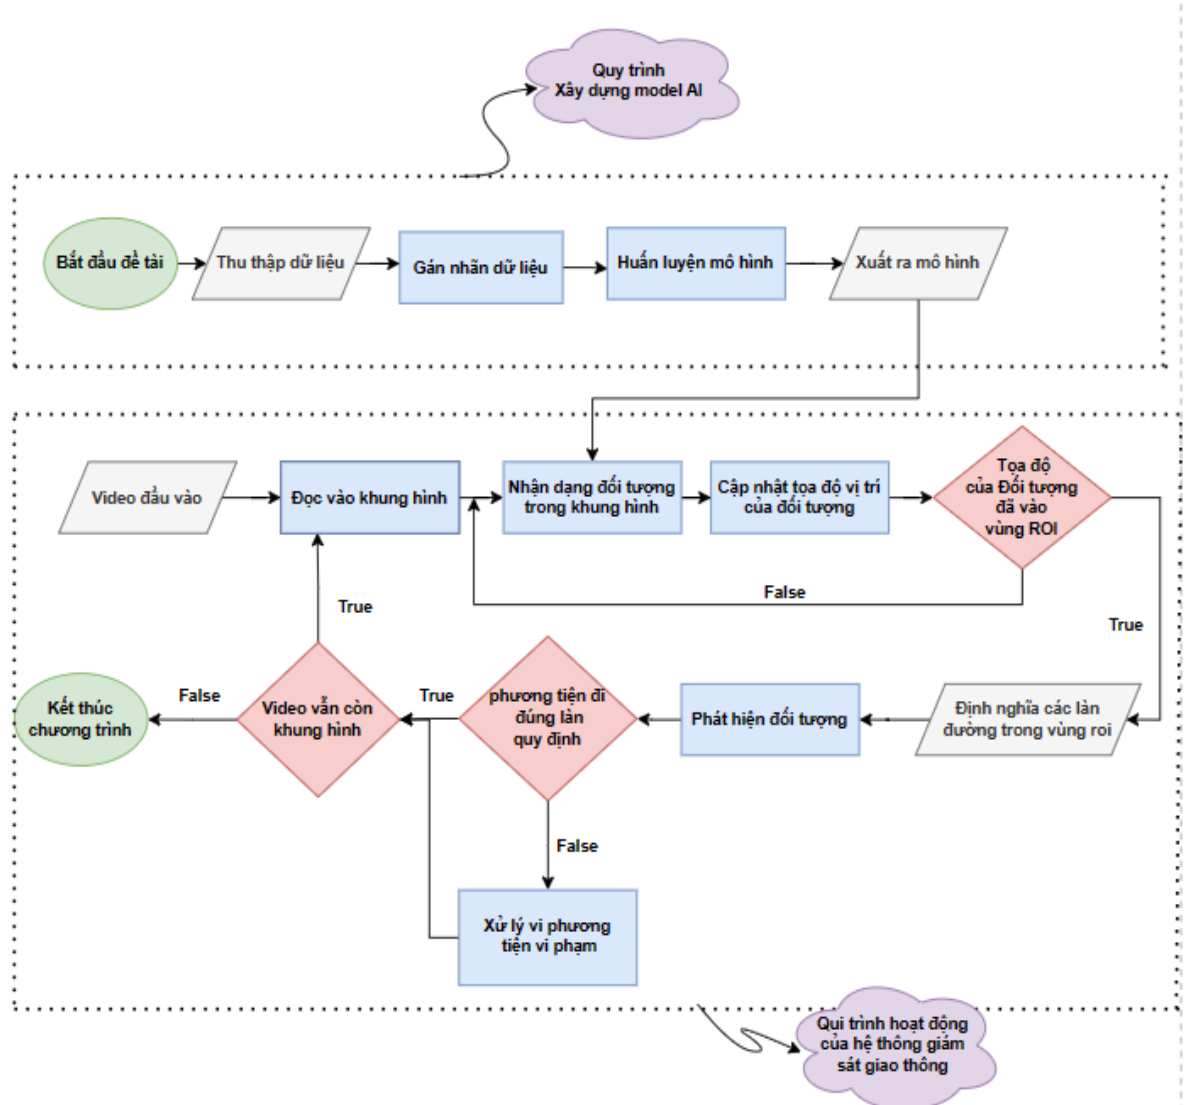 Quy trình
Xây dựng model AI
Bắt đầu đề tài
Thu thập dữ liệu
Gán nhãn dữ liệu
Huấn luyện mô hình
Xuất ra mô hình
Video đầu vào
Đọc vào khung hình
Nhận dạng đối tượng
trong khung hình
Cập nhật tọa độ vị trí
của đối tượng
Tọa độ
của Đối tượng
đã vào
vùng ROI
False
True
True
Kết thúc
chương trình
False
Video vẫn còn
khung hình
True
phương tiện đi
đúng làn
quy định
Phát hiện đối tượng
Định nghĩa các làn
đường trong vùng roi
False
Xử lý vi phương
tiện vi phạm
Qui trình hoạt động
của hệ thông giám
sát giao thông